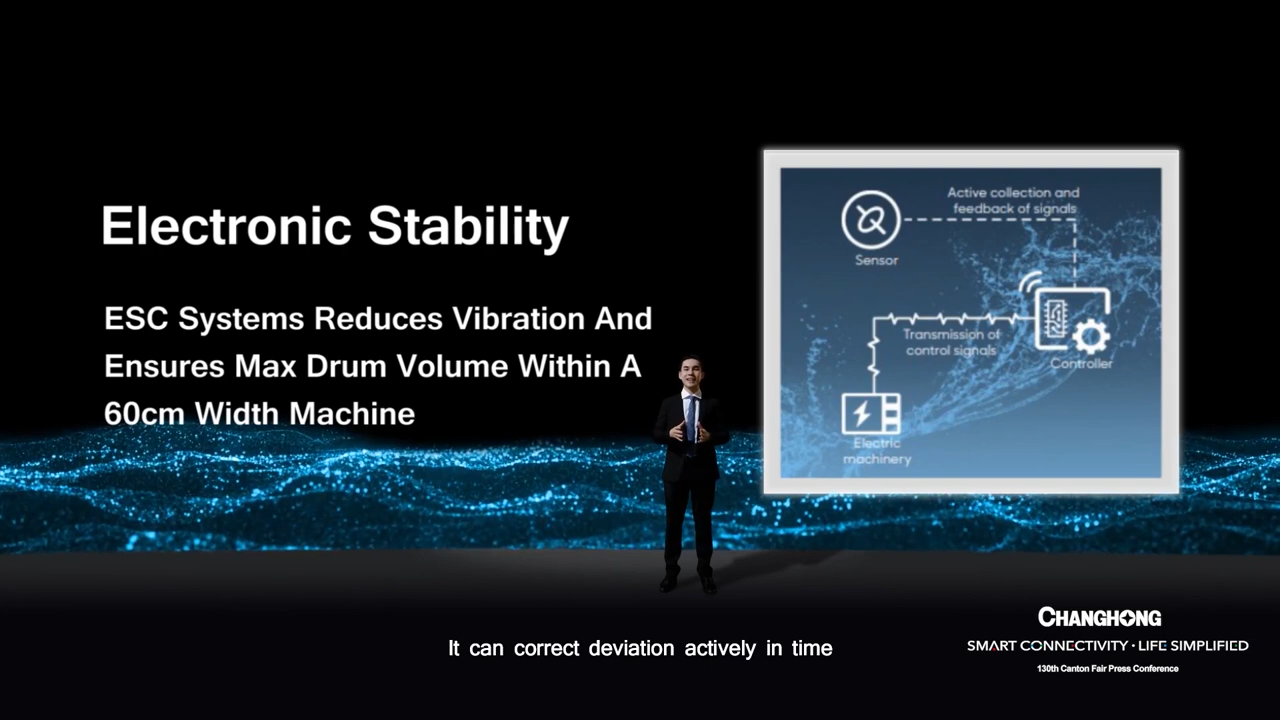 Electronic Stability
ESC Systems Reduces Vibration And
Ensures Max Drum Volume Within A
60cm Width Machine
Active collection and
feedback of signals
Sensor
Transmission of
control signals
Controller
Electric
machinery
It can correct deviation actively in time
CHANGHONG
SMART CONNECTIVITY · LIFE SIMPLIFIED
130th Canton Fair Press Conference